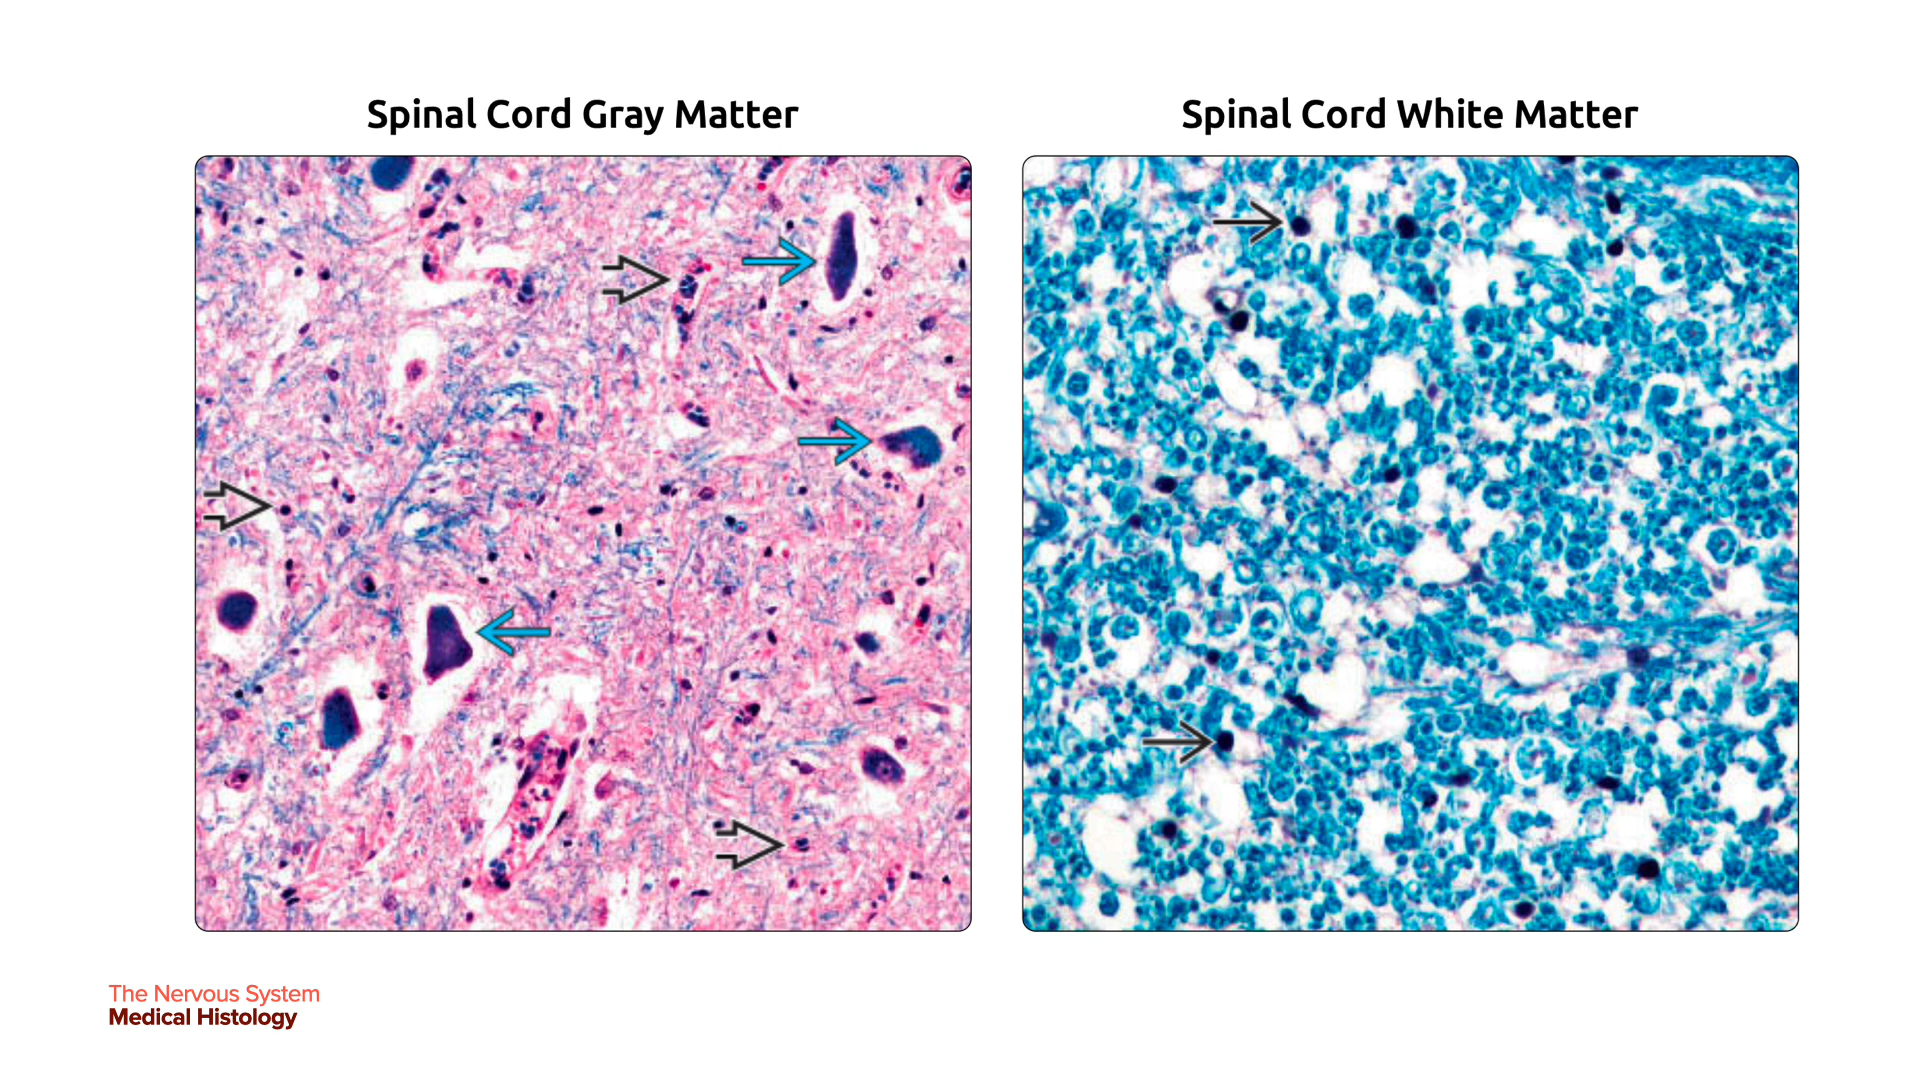 Spinal Cord Gray Matter
Spinal Cord White Matter
The Nervous System
Medical Histology